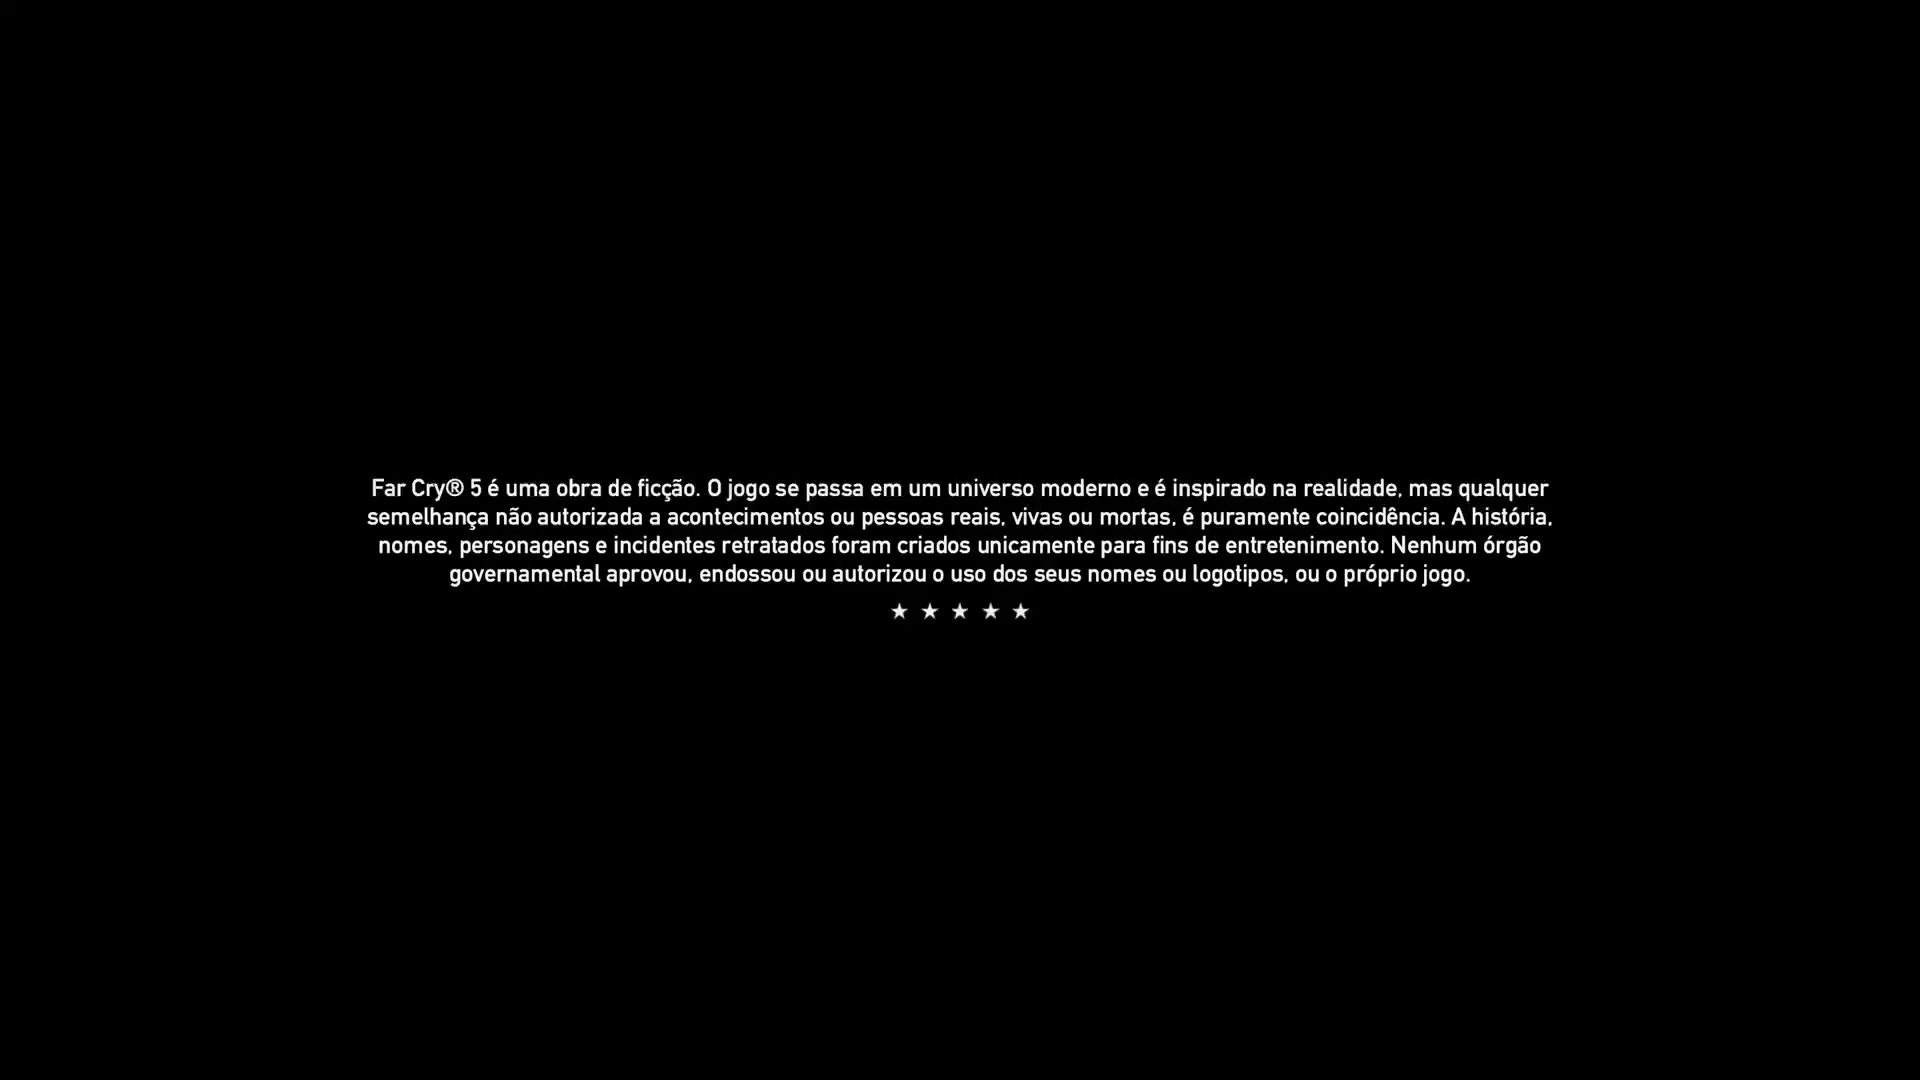 Far Cry® 5 é uma obra de ficção. O jogo se passa em um universo moderno e é inspirado na realidade, mas qualquer
semelhança não autorizada a acontecimentos ou pessoas reais, vivas ou mortas, é puramente coincidência. A história,
nomes, personagens e incidentes retratados foram criados unicamente para fins de entretenimento. Nenhum órgão
governamental aprovou, endossou ou autorizou o uso dos seus nomes ou logotipos, ou o próprio jogo.
★ ★ ★ ★ ★